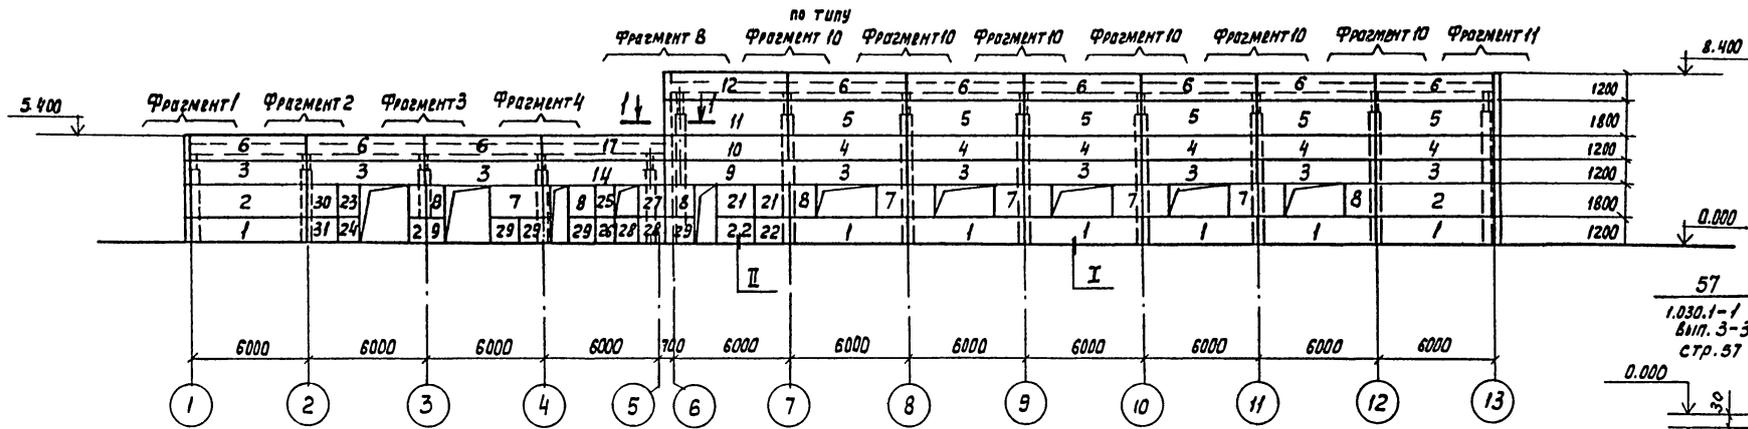 по типу
Фрагмент 8 Фрагмент 10 Фрагмент 10 Фрагмент 10 Фрагмент 10 Фрагмент 10 Фрагмент 10 Фрагмент 11
8.400
5.400
Фрагмент 1 Фрагмент 2 Фрагмент 3 Фрагмент 4
1 1
12 6 6 6 6 6 6 1200
11 5 5 5 5 5 5 1800
6 6 6 17 10 4 4 4 4 4 4 1200
3 3 3 14 9 3 3 3 3 3 3 1200
2 30 23 8 7 8 25 27 8 21 21 8 7 7 7 7 8 2 1800
0.000
1 31 24 2 9 29 29 29 26 28 28 29 22 22 1 1 1 1 1 1 1200
II
I
57
1.030.1-1
вып. 3-3
стр. 57
6000 6000 6000 6000 700 6000 6000 6000 6000 6000 6000 6000
0.000
30
1 2 3 4 5 6 7 8 9 10 11 12 13